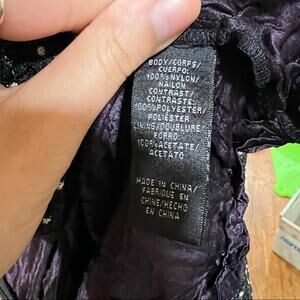 BODY/CORPS/
CUERPO:
100%NYLON/
NAILON
CONTRAST/
CONTRASTE:
100%POLYESTER/
POLIÉSTER
LINING/DOUBLURE/
FORRO:
100%ACETATE/
ACETATO
MADE IN CHINA/
FABRIQUÉ EN
CHINE/HECHO
EN CHINA